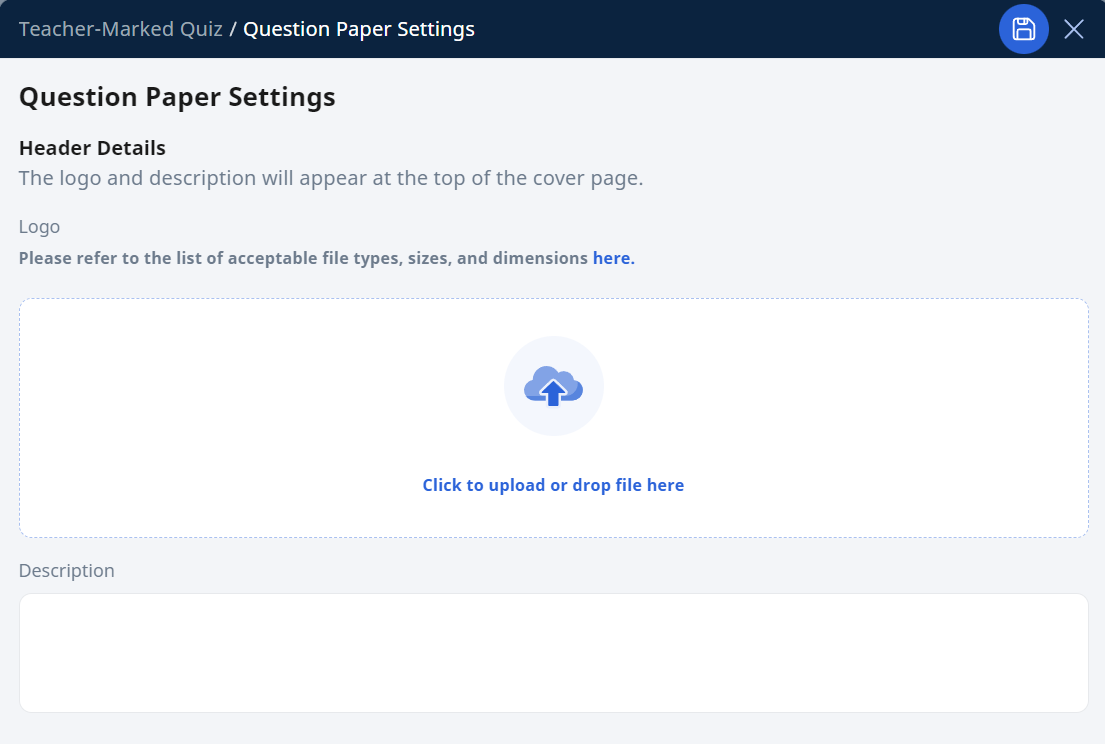 Teacher-Marked Quiz / Question Paper Settings
Question Paper Settings
Header Details
The logo and description will appear at the top of the cover page.
Logo
Please refer to the list of acceptable file types, sizes, and dimensions here.
Click to upload or drop file here
Description